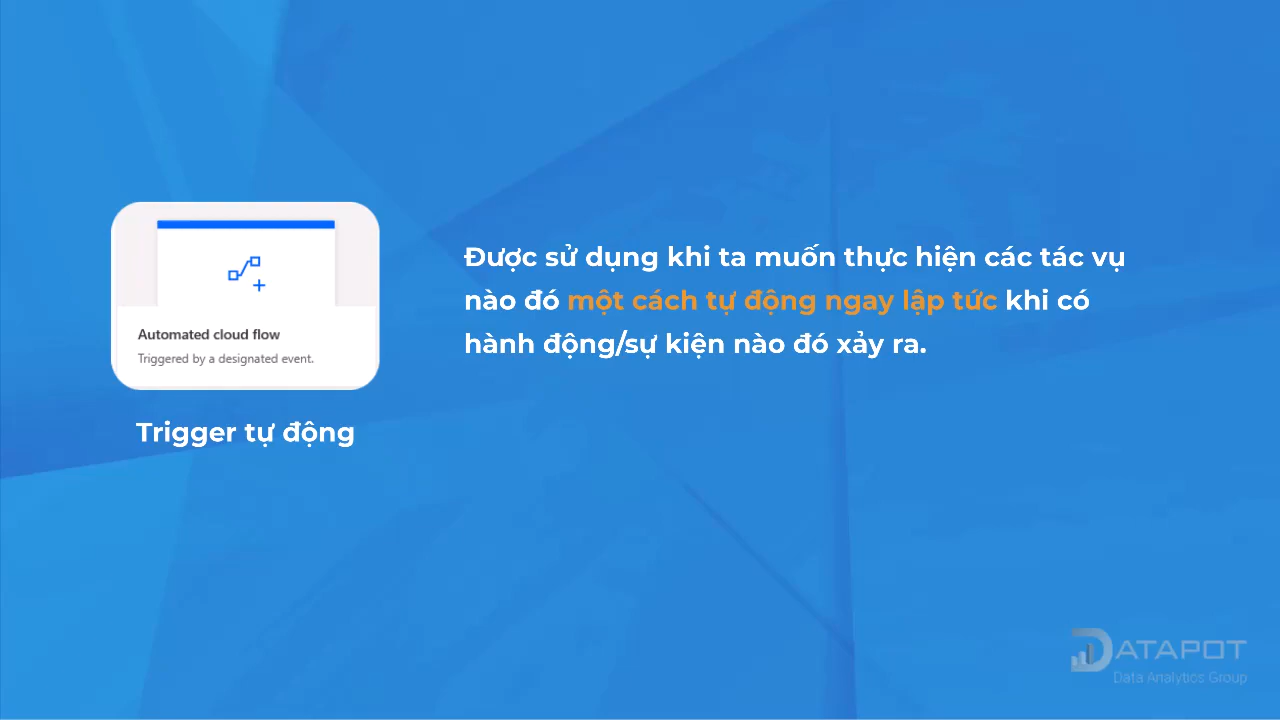 Automated cloud flow
Triggered by a designated event.
Trigger tự động
Được sử dụng khi ta muốn thực hiện các tác vụ
nào đó một cách tự động ngay lập tức khi có
hành động/sự kiện nào đó xảy ra.
DATAPOT
Data Analytics Group